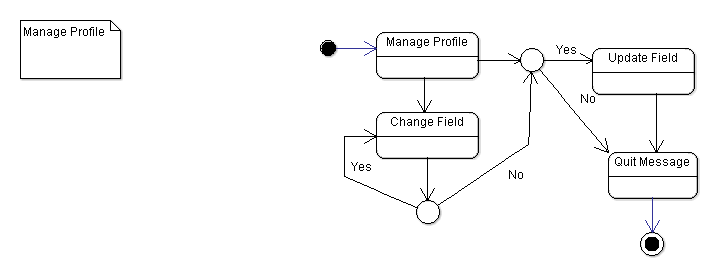 Manage Profile
Manage Profile
Yes
Update Field
No
Change Field
Yes
No
Quit Message